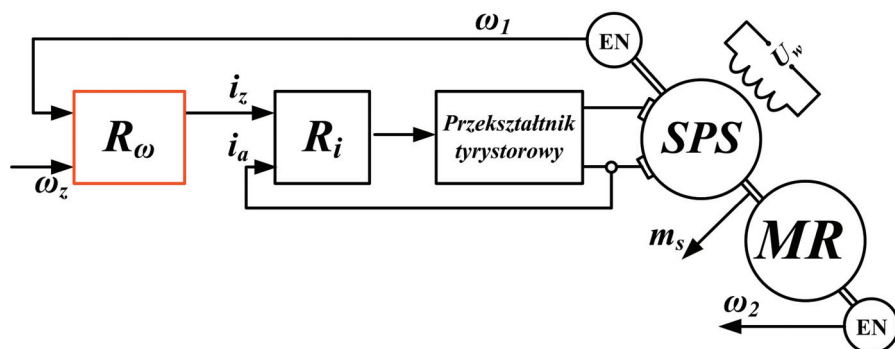 ω1
EN
Uw
iz
Rω
ia
Ri
Przekształtnik
tyrystorowy
SPS
ωz
ms
MR
ω2
EN